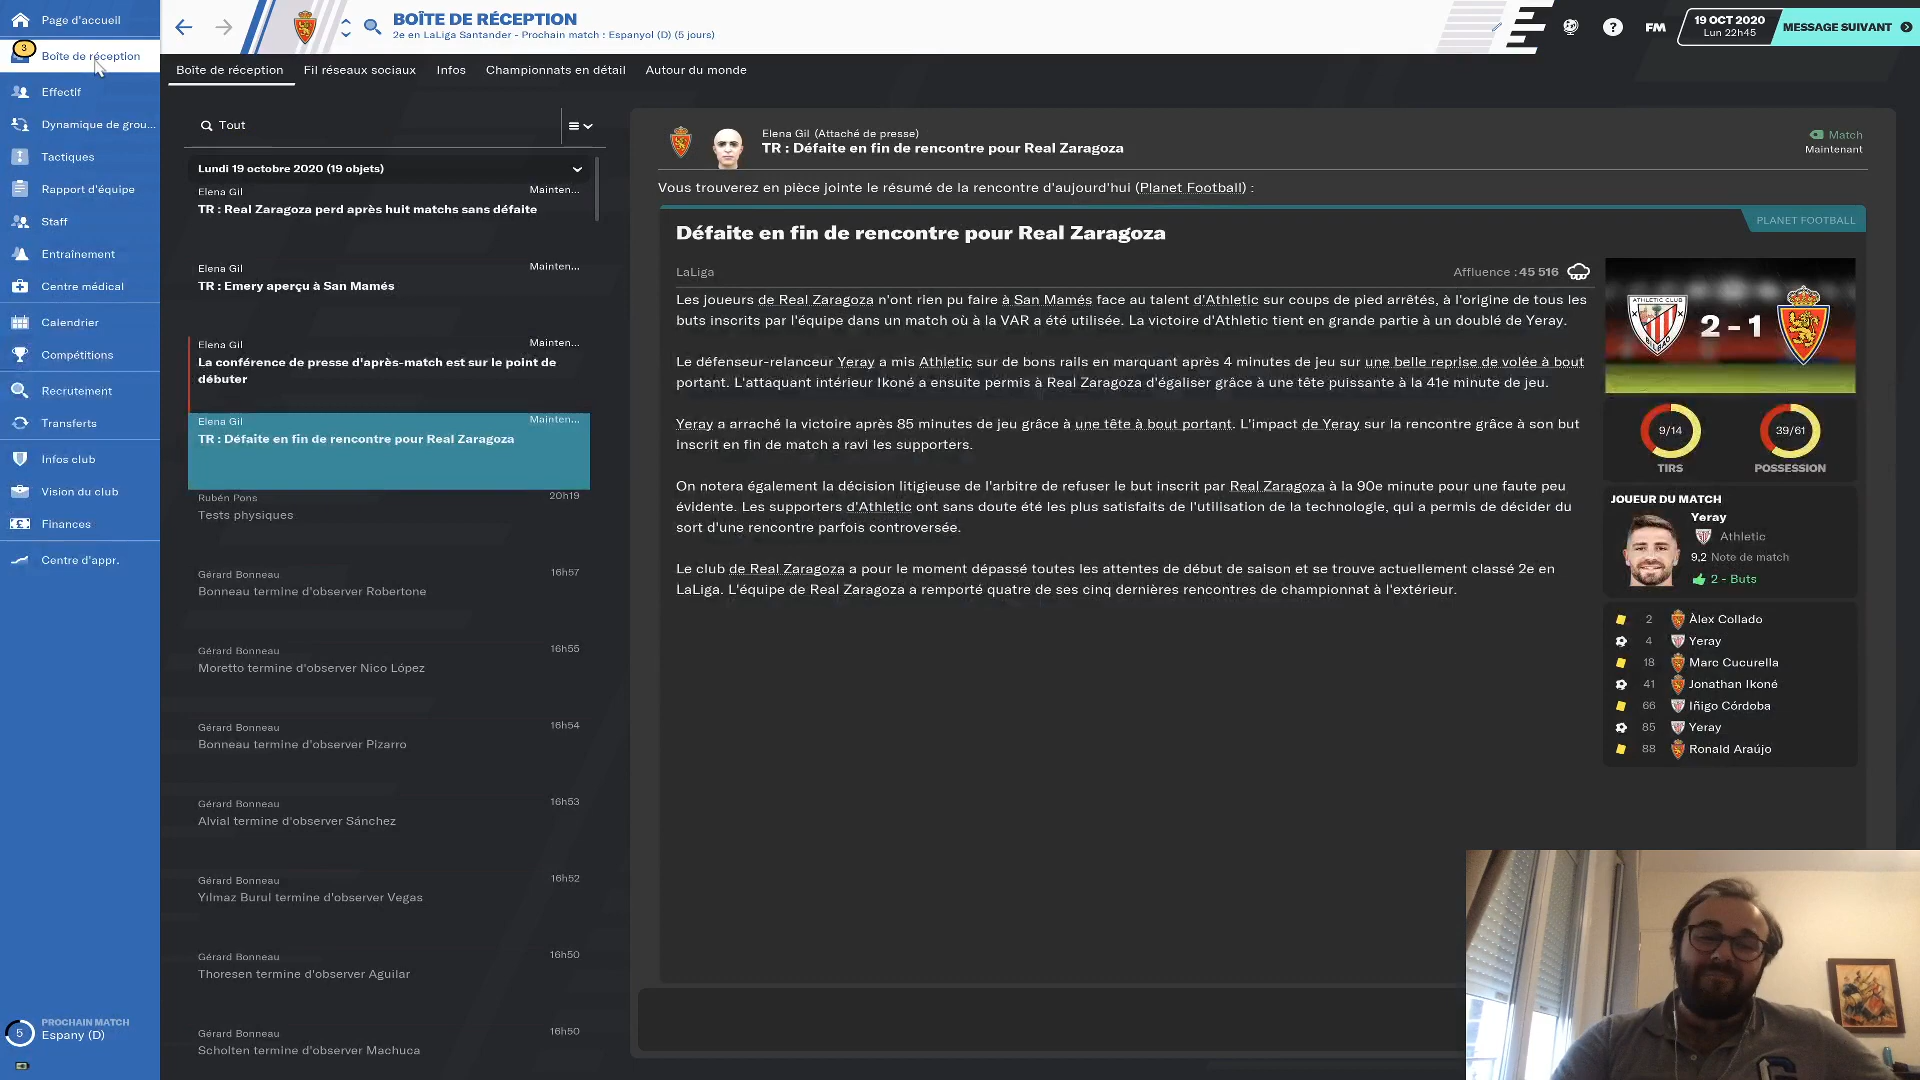 Page d'accueil
3
Boîte de réception
Effectif
Dynamique de grou...
Tactiques
Rapport d'équipe
Staff
Entraînement
Centre médical
Calendrier
Compétitions
Recrutement
Transferts
Infos club
Vision du club
Finances
Centre d'appr.
5
PROCHAIN MATCH
Espany (D)
BOÎTE DE RÉCEPTION
2e en LaLiga Santander - Prochain match : Espanyol (D) (5 jours)
?
FM
19 OCT 2020
Lun 22h45
MESSAGE SUIVANT
Boîte de réception
Fil réseaux sociaux
Infos
Championnats en détail
Autour du monde
Tout
Lundi 19 octobre 2020 (19 objets)
Elena Gil
Mainten...
TR : Real Zaragoza perd après huit matchs sans défaite
Elena Gil
Mainten...
TR : Emery aperçu à San Mamés
Elena Gil
Mainten...
La conférence de presse d'après-match est sur le point de
débuter
Elena Gil
Mainten...
TR : Défaite en fin de rencontre pour Real Zaragoza
Rubén Pons
20h19
Tests physiques
Gérard Bonneau
16h57
Bonneau termine d'observer Robertone
Gérard Bonneau
16h55
Moretto termine d'observer Nico López
Gérard Bonneau
16h54
Bonneau termine d'observer Pizarro
Gérard Bonneau
16h53
Alvial termine d'observer Sánchez
Gérard Bonneau
16h52
Yılmaz Burul termine d'observer Vegas
Gérard Bonneau
16h50
Thoresen termine d'observer Aguilar
Gérard Bonneau
16h50
Scholten termine d'observer Machuca
Elena Gil (Attaché de presse)
TR : Défaite en fin de rencontre pour Real Zaragoza
Match
Maintenant
Vous trouverez en pièce jointe le résumé de la rencontre d'aujourd'hui (Planet Football) :
PLANET FOOTBALL
Défaite en fin de rencontre pour Real Zaragoza
LaLiga
Affluence : 45 516
Les joueurs de Real Zaragoza n'ont rien pu faire à San Mamés face au talent d'Athletic sur coups de pied arrêtés, à l'origine de tous les
buts inscrits par l'équipe dans un match où à la VAR a été utilisée. La victoire d'Athletic tient en grande partie à un doublé de Yeray.
Le défenseur-relanceur Yeray a mis Athletic sur de bons rails en marquant après 4 minutes de jeu sur une belle reprise de volée à bout
portant. L'attaquant intérieur Ikoné a ensuite permis à Real Zaragoza d'égaliser grâce à une tête puissante à la 41e minute de jeu.
Yeray a arraché la victoire après 85 minutes de jeu grâce à une tête à bout portant. L'impact de Yeray sur la rencontre grâce à son but
inscrit en fin de match a ravi les supporters.
On notera également la décision litigieuse de l'arbitre de refuser le but inscrit par Real Zaragoza à la 90e minute pour une faute peu
évidente. Les supporters d'Athletic ont sans doute été les plus satisfaits de l'utilisation de la technologie, qui a permis de décider du
sort d'une rencontre parfois controversée.
Le club de Real Zaragoza a pour le moment dépassé toutes les attentes de début de saison et se trouve actuellement classé 2e en
LaLiga. L'équipe de Real Zaragoza a remporté quatre de ses cinq dernières rencontres de championnat à l'extérieur.
ATHLETIC CLUB
BILBAO
2 - 1
9/14
TIRS
39/61
POSSESSION
JOUEUR DU MATCH
Yeray
Athletic
9,2 Note de match
2 - Buts
2 Àlex Collado
4 Yeray
18 Marc Cucurella
41 Jonathan Ikoné
66 Iñigo Córdoba
85 Yeray
88 Ronald Araújo